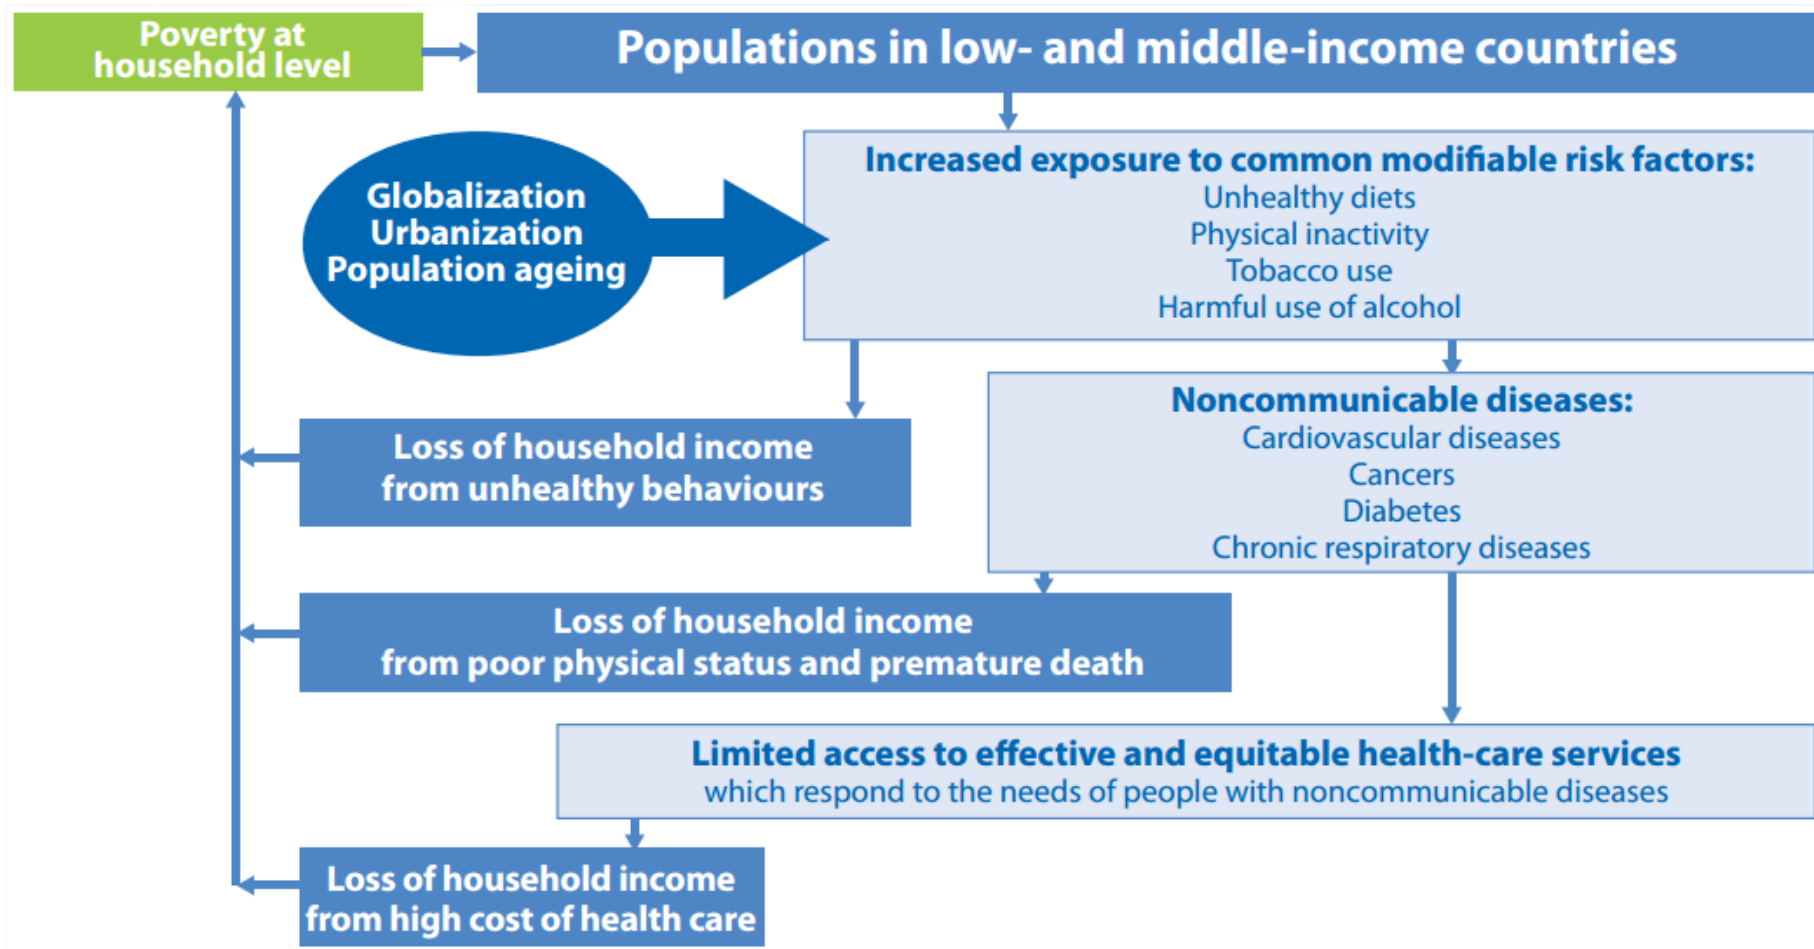 Poverty at
household level
Populations in low- and middle-income countries
Globalization
Urbanization
Population ageing
Increased exposure to common modifiable risk factors:
Unhealthy diets
Physical inactivity
Tobacco use
Harmful use of alcohol
Noncommunicable diseases:
Cardiovascular diseases
Cancers
Diabetes
Chronic respiratory diseases
Loss of household income
from unhealthy behaviours
Loss of household income
from poor physical status and premature death
Limited access to effective and equitable health-care services
which respond to the needs of people with noncommunicable diseases
Loss of household income
from high cost of health care